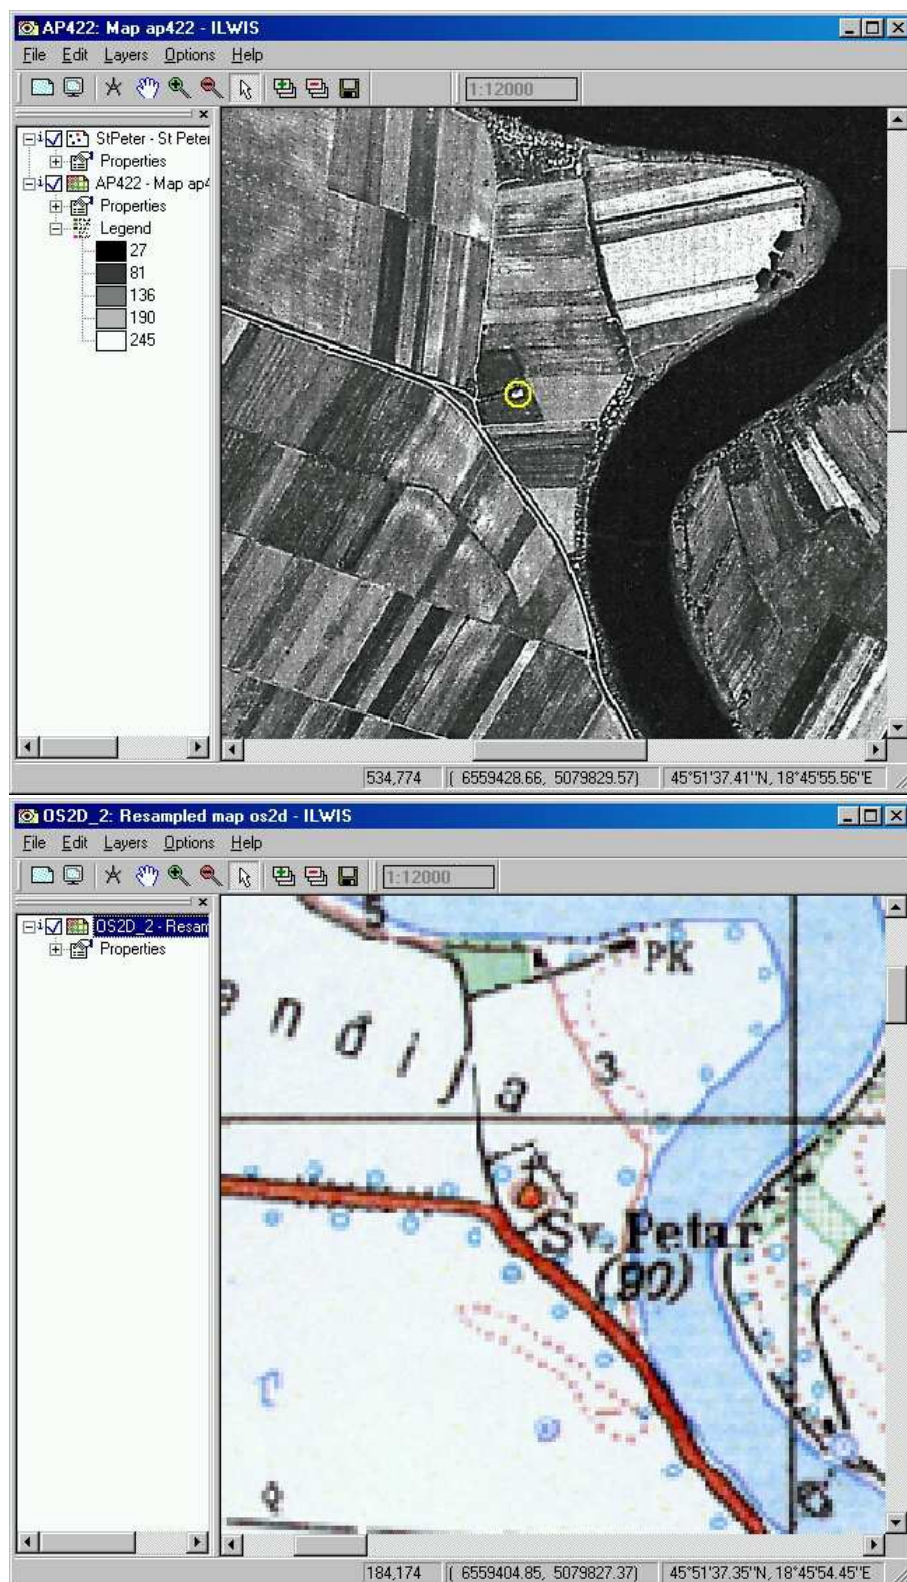 AP422: Map ap422 - ILWIS
File Edit Layers Options Help
1:12000
StPeter - St Peter
Properties
AP422 - Map ap4
Properties
Legend
27
81
136
190
245
534,774 ( 6559428.66, 5079829.57) 45°51'37.41"N, 18°45'55.56"E
OS2D_2: Resampled map os2d - ILWIS
File Edit Layers Options Help
1:12000
OS2D_2 - Resam
Properties
5
PK
e n d i j a
3
Sv. Petar
(90)
184,174 ( 6559404.85, 5079827.37) 45°51'37.35"N, 18°45'54.45"E